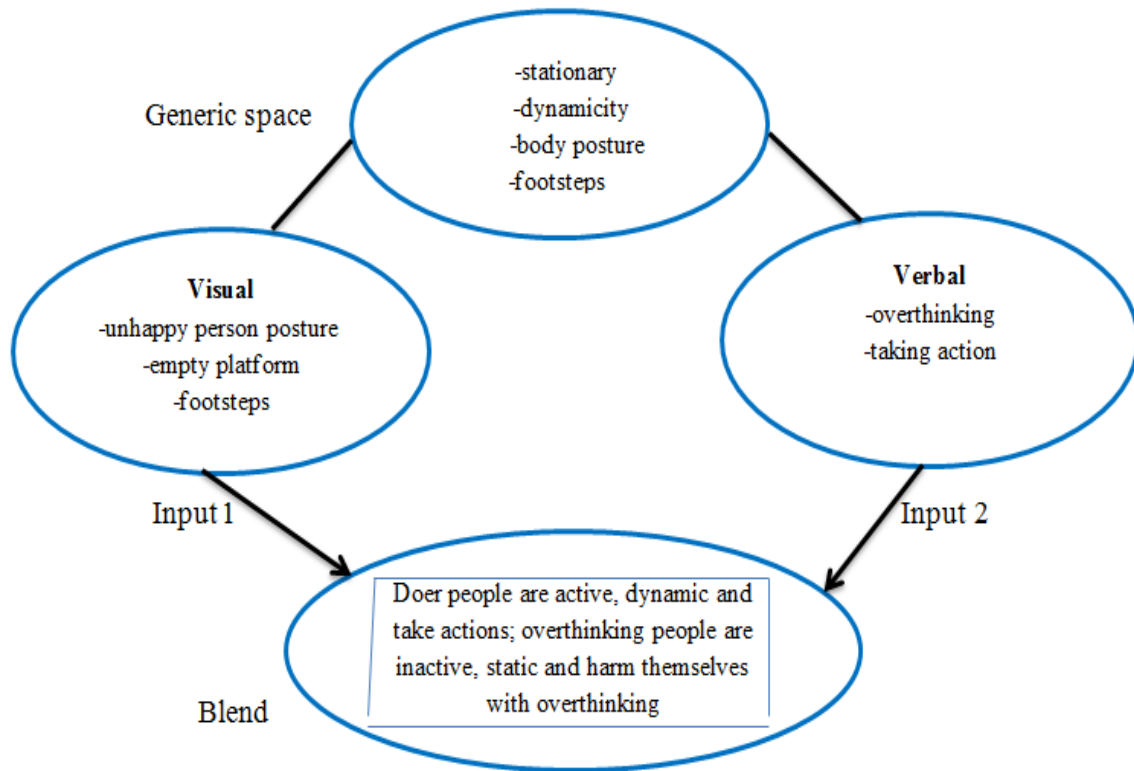 -stationary
-dynamicity
-body posture
-footsteps
Generic space
Visual
-unhappy person posture
-empty platform
-footsteps
Verbal
-overthinking
-taking action
Input 1
Input 2
Doer people are active, dynamic and
take actions; overthinking people are
inactive, static and harm themselves
with overthinking
Blend